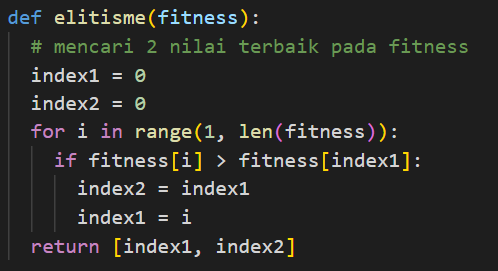 def elitisme(fitness):
  # mencari 2 nilai terbaik pada fitness
  index1 = 0
  index2 = 0
  for i in range(1, len(fitness)):
    if fitness[i] > fitness[index1]:
      index2 = index1
      index1 = i
  return [index1, index2]